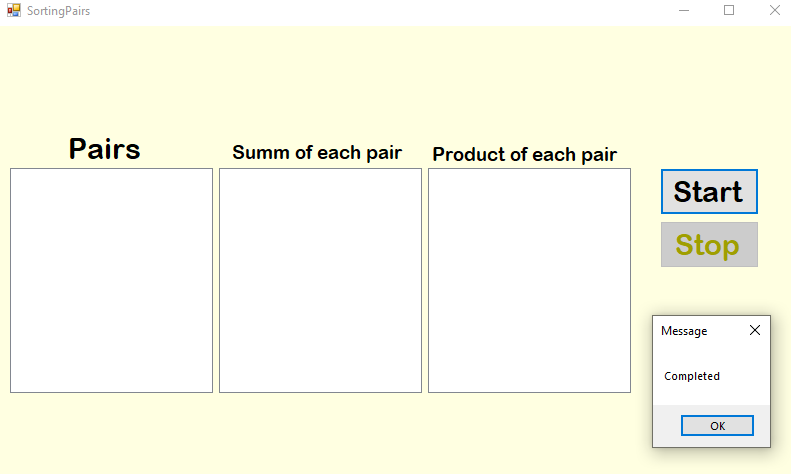 SortingPairs
Pairs
Summ of each pair
Product of each pair
Start
Stop
Message
Completed
OK